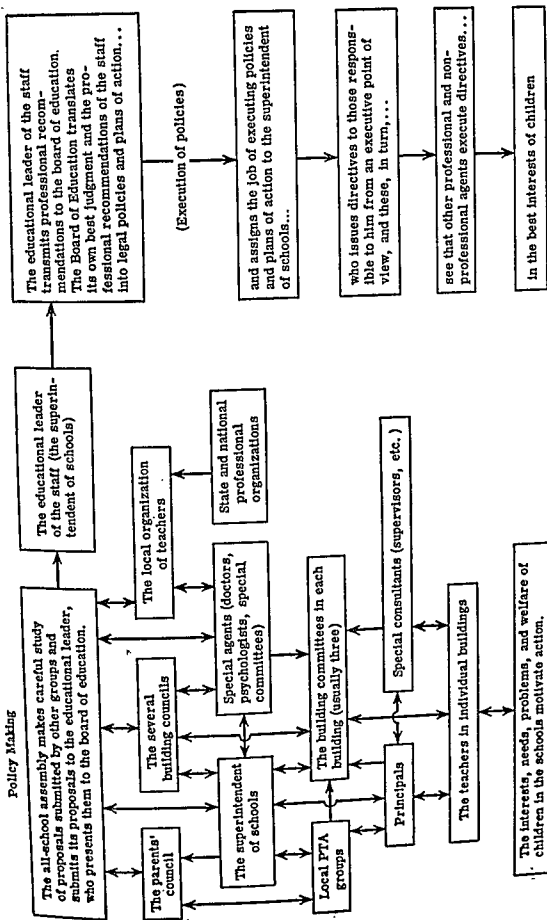 Policy Making
The all-school assembly makes careful study
of proposals submitted by other groups and
submits its proposals to the educational leader,
who presents them to the board of education.
The educational leader
of the staff (the superin-
tendent of schools)
The educational leader of the staff
transmits professional recom-
mendations to the board of education.
The Board of Education translates
its own best judgment and the pro-
fessional recommendations of the staff
into legal policies and plans of action...
(Execution of policies)
and assigns the job of executing policies
and plans of action to the superintendent
of schools...
who issues directives to those respons-
ible to him from an executive point of
view, and these, in turn,...
see that other professional and non-
professional agents execute directives...
in the best interests of children
The parents'
council
The several
building councils
The local organization
of teachers
The superintendent
of schools
Special agents (doctors,
psychologists, special
committees)
State and national
professional
organizations
Local PTA
groups
The building committees in each
building (usually three)
Principals
Special consultants (supervisors, etc.)
The teachers in individual buildings
The interests, needs, problems, and welfare of
children in the schools motivate action.